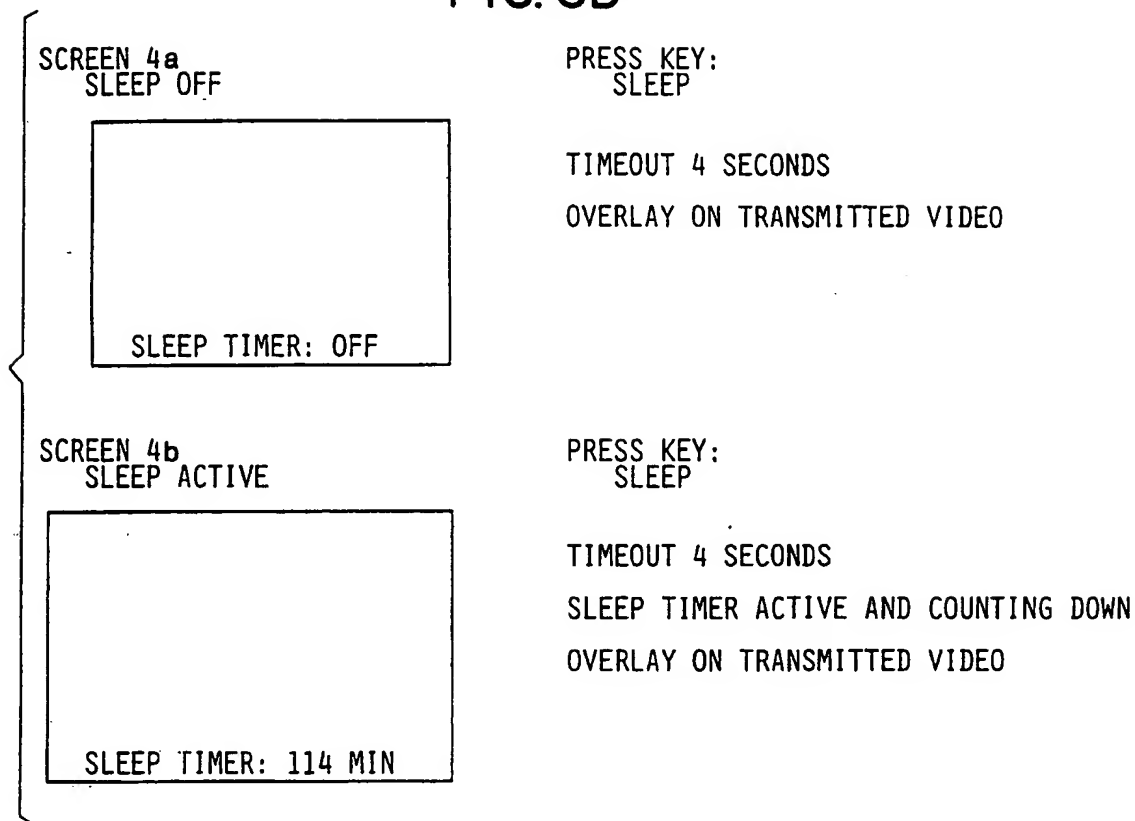 SCREEN 4a
SLEEP OFF
PRESS KEY:
SLEEP
TIMEOUT 4 SECONDS
OVERLAY ON TRANSMITTED VIDEO
SLEEP TIMER: OFF
SCREEN 4b
SLEEP ACTIVE
PRESS KEY:
SLEEP
TIMEOUT 4 SECONDS
SLEEP TIMER ACTIVE AND COUNTING DOWN
OVERLAY ON TRANSMITTED VIDEO
SLEEP TIMER: 114 MIN